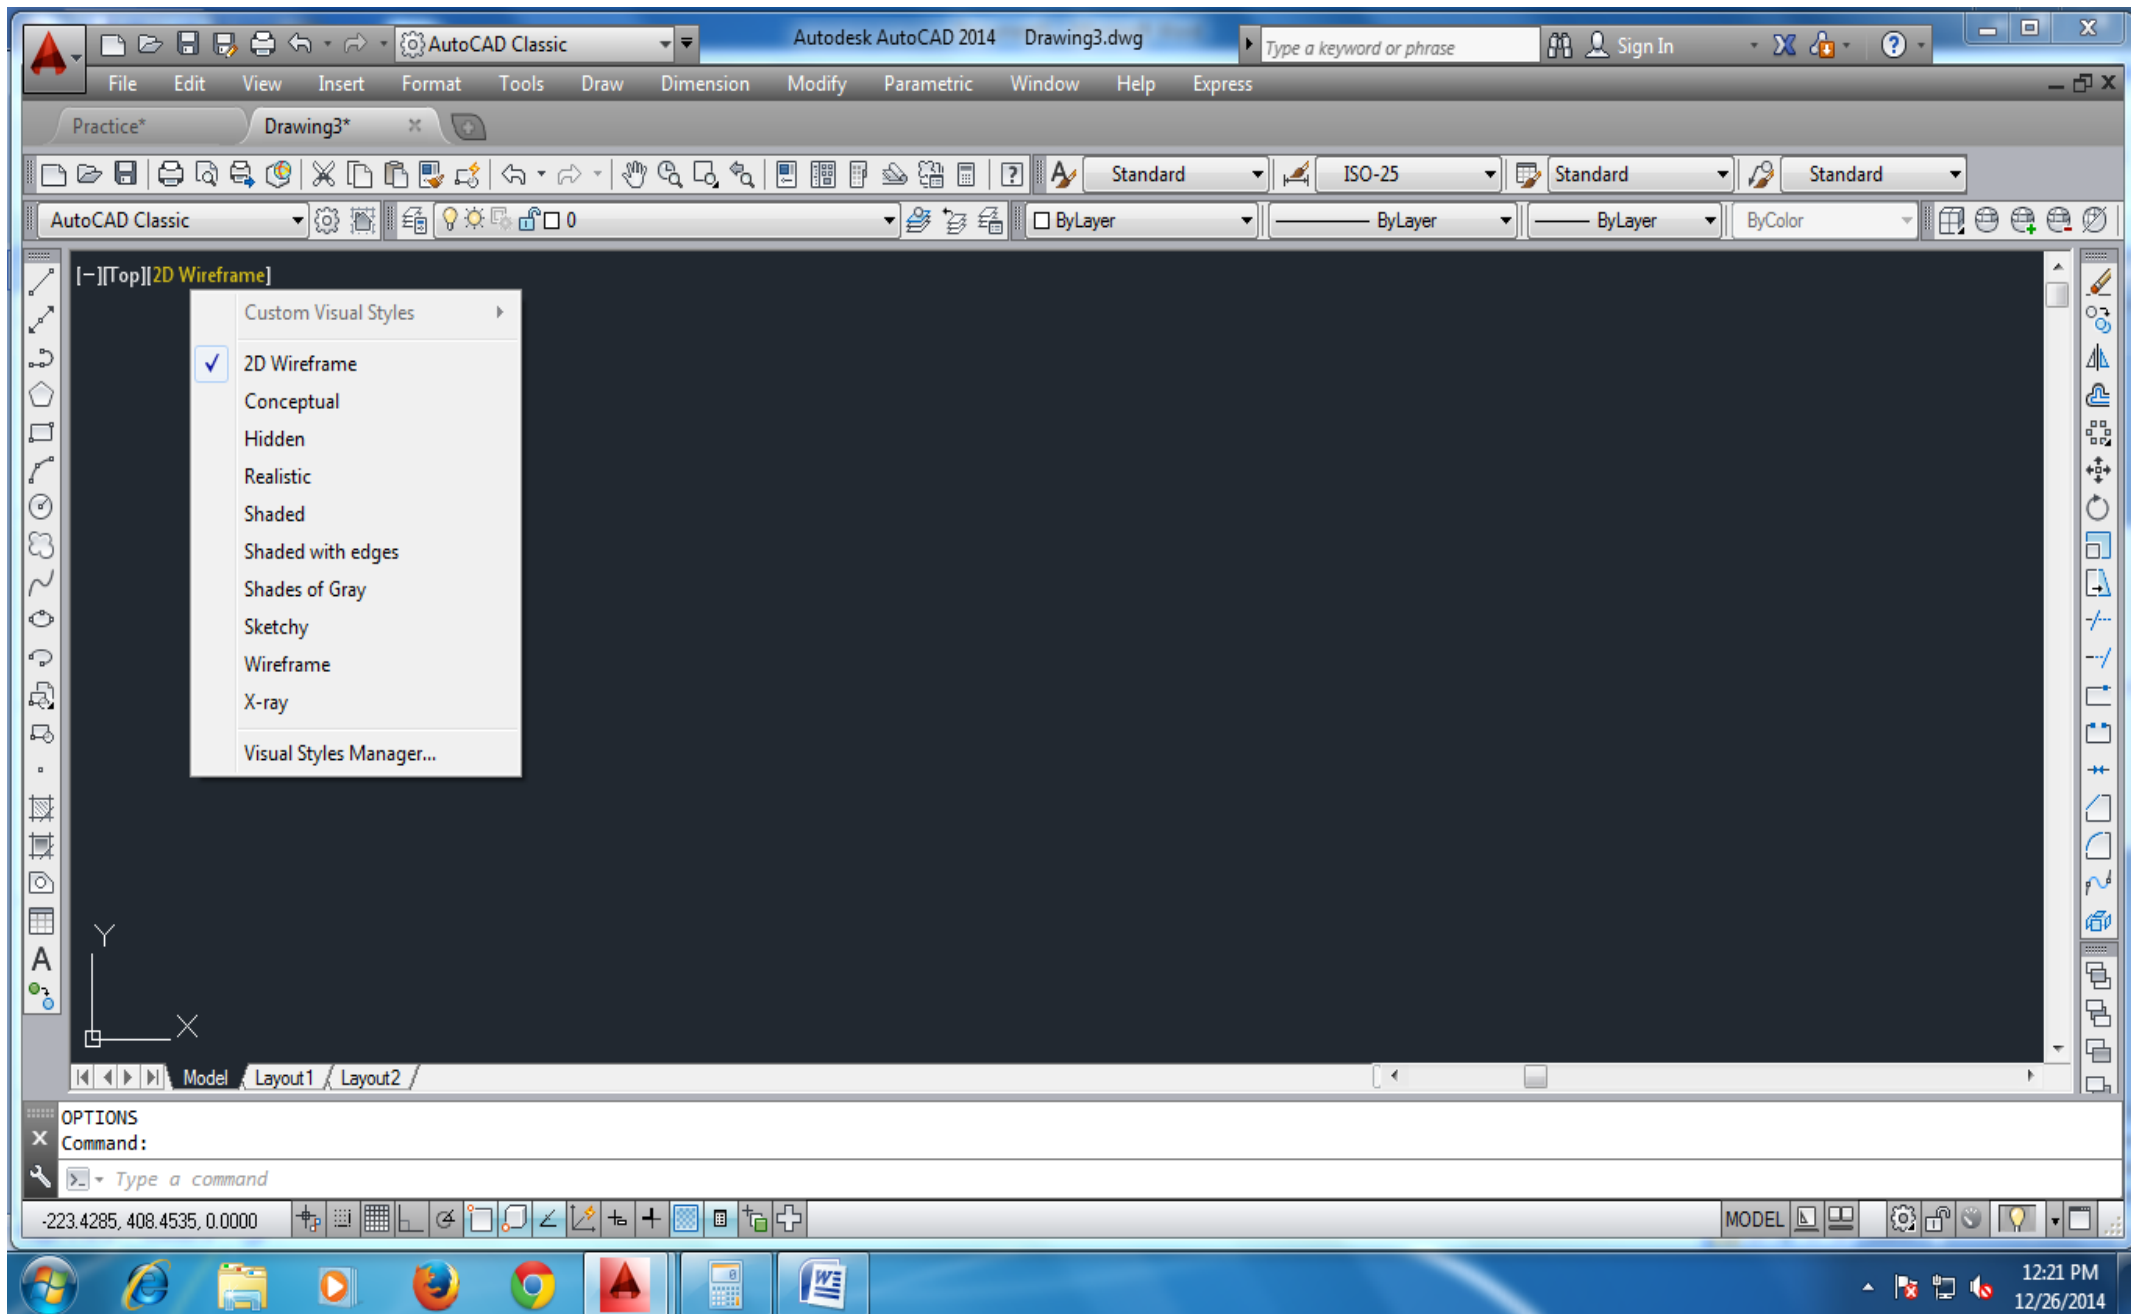 AutoCAD Classic Autodesk AutoCAD 2014 Drawing3.dwg Type a keyword or phrase Sign In
File Edit View Insert Format Tools Draw Dimension Modify Parametric Window Help Express
Practice* Drawing3*
Standard ISO-25 Standard Standard
AutoCAD Classic 0 ByLayer ByLayer ByLayer ByColor
[−][Top][2D Wireframe]
Custom Visual Styles
2D Wireframe
Conceptual
Hidden
Realistic
Shaded
Shaded with edges
Shades of Gray
Sketchy
Wireframe
X-ray
Visual Styles Manager...
Y
A
X
Model Layout1 Layout2
OPTIONS
Command:
Type a command
-223.4285, 408.4535, 0.0000 MODEL
12:21 PM
12/26/2014